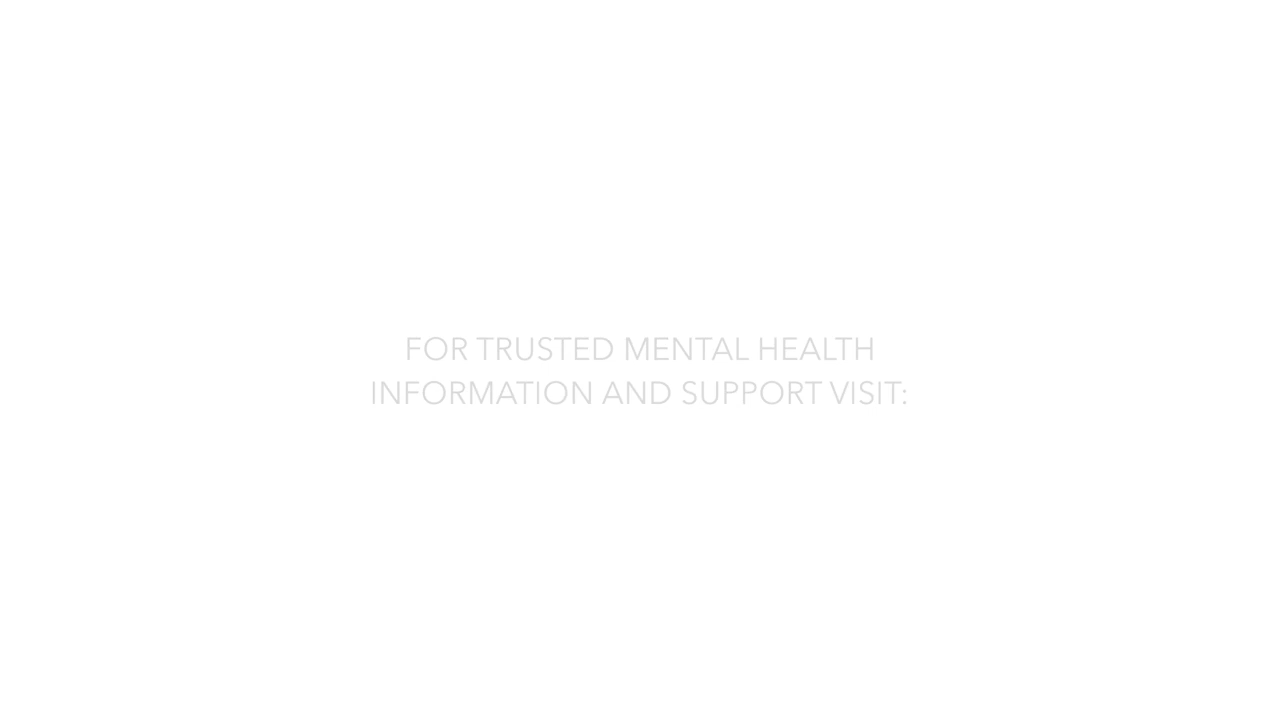 FOR TRUSTED MENTAL HEALTH
INFORMATION AND SUPPORT VISIT: